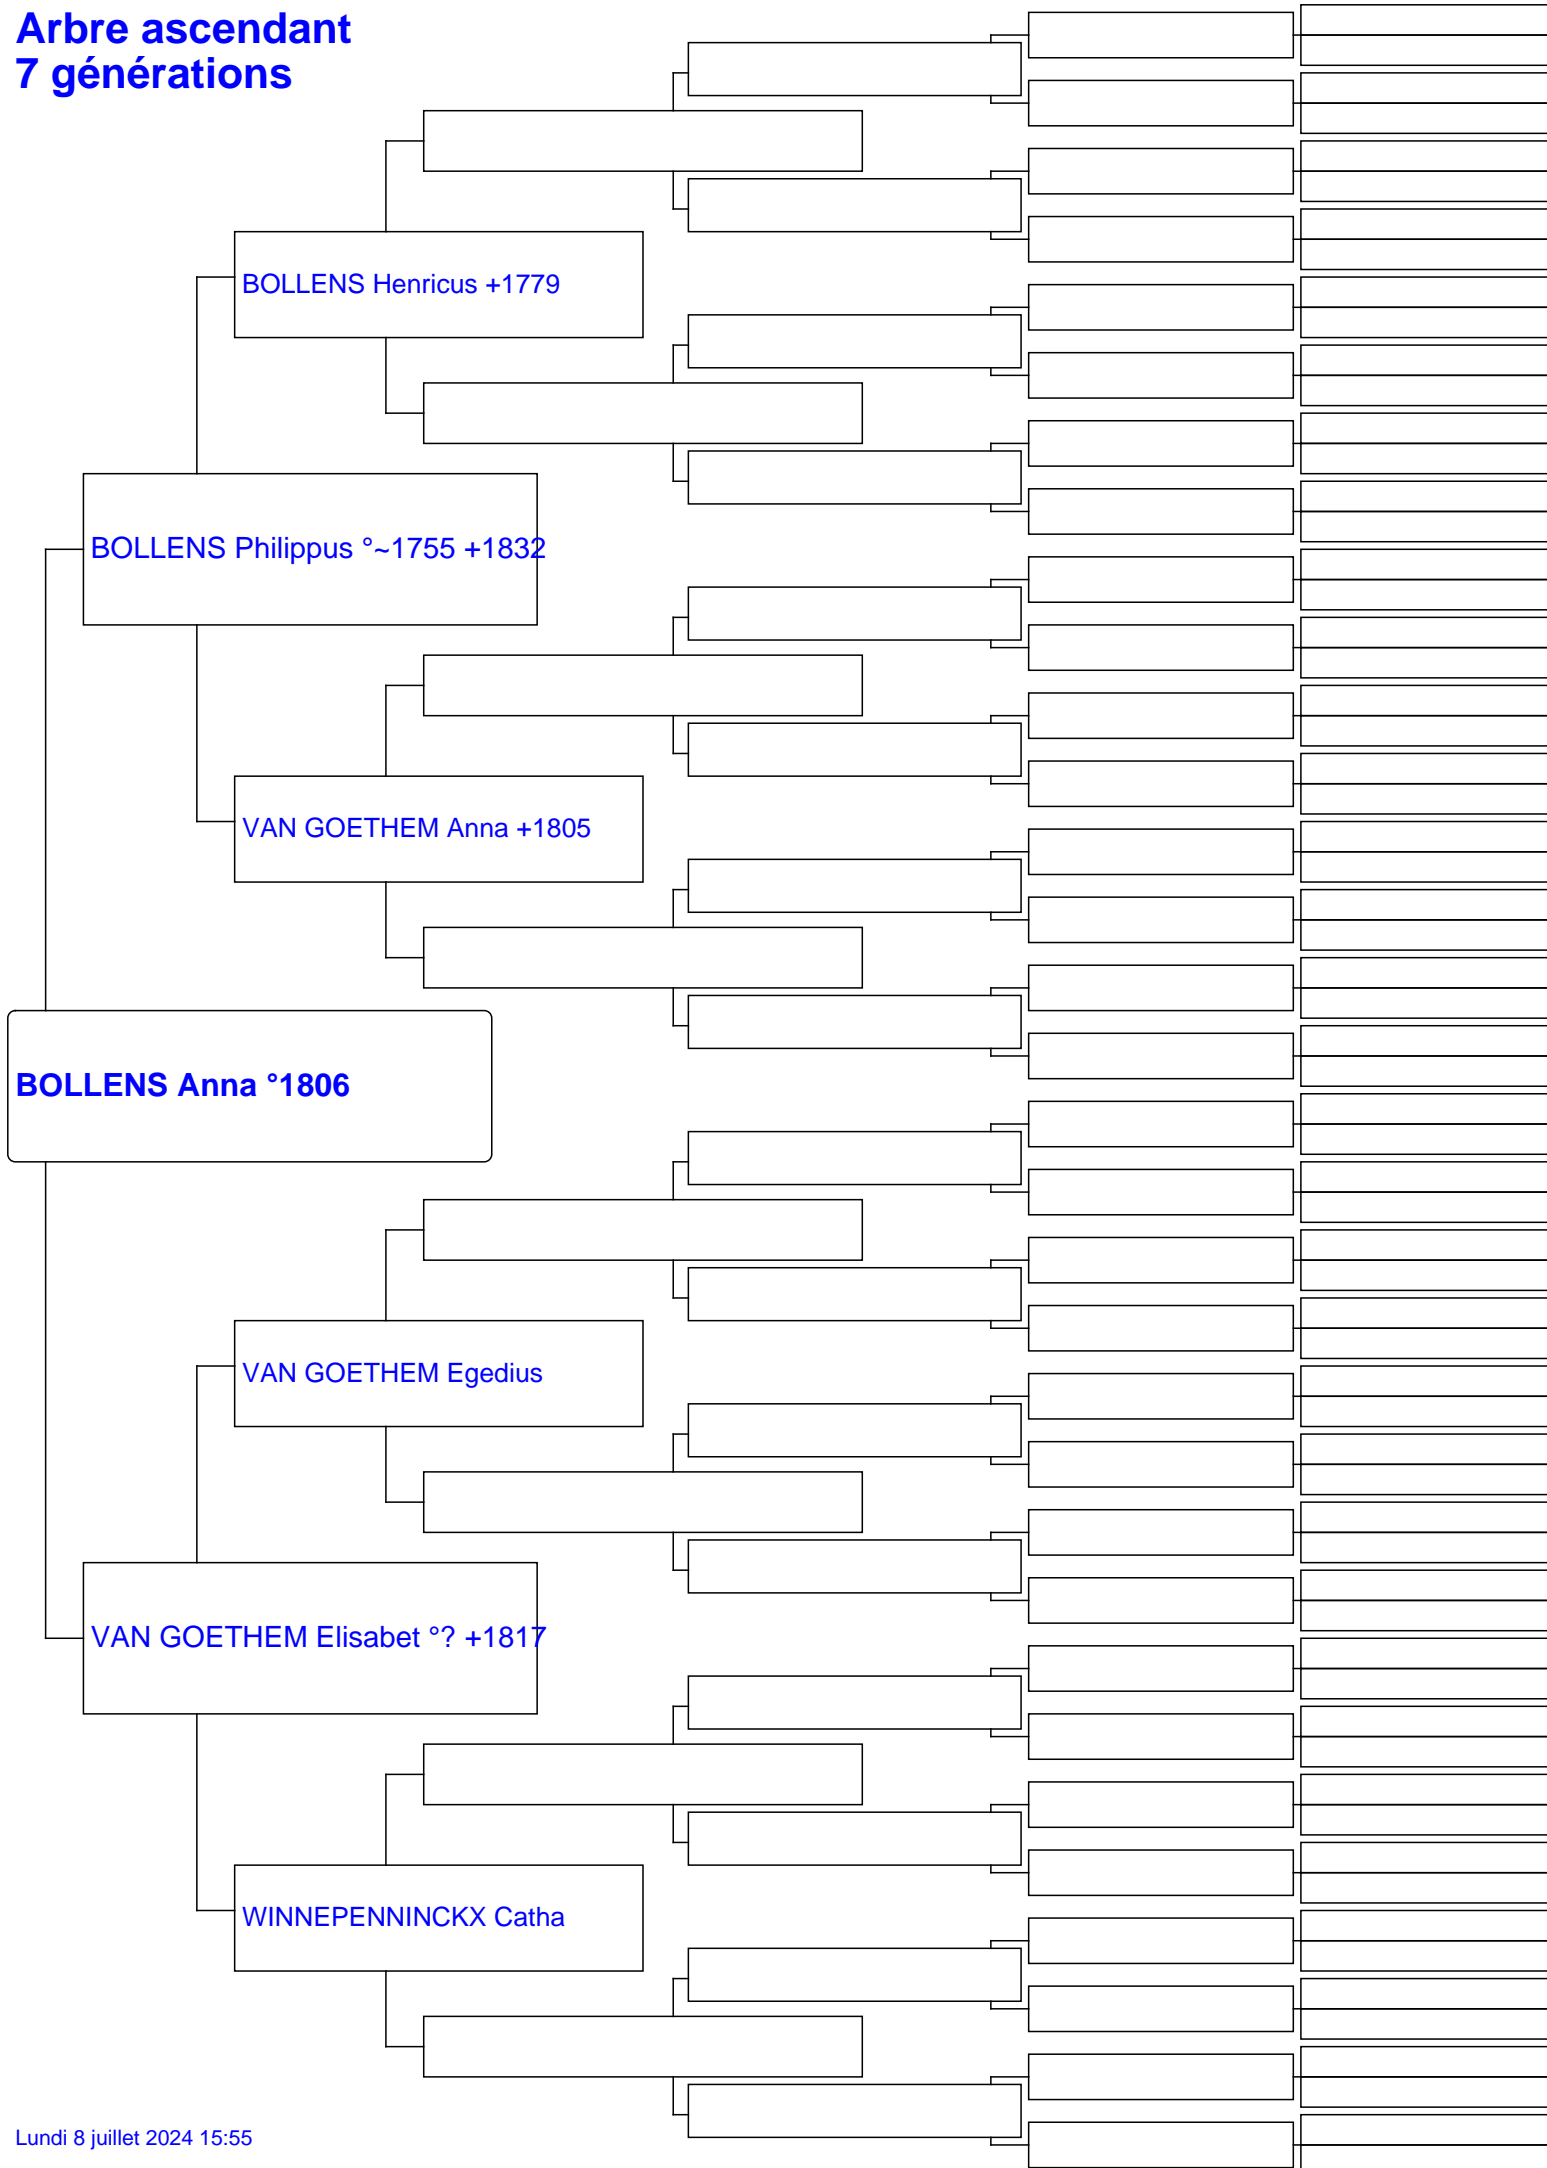 Arbre ascendant
7 générations
BOLLENS Henricus +1779
BOLLENS Philippus °~1755 +1832
VAN GOETHEM Anna +1805
BOLLENS Anna °1806
VAN GOETHEM Egedius
VAN GOETHEM Elisabet °? +1817
WINNEPENNINCKX Catha
Lundi 8 juillet 2024 15:55